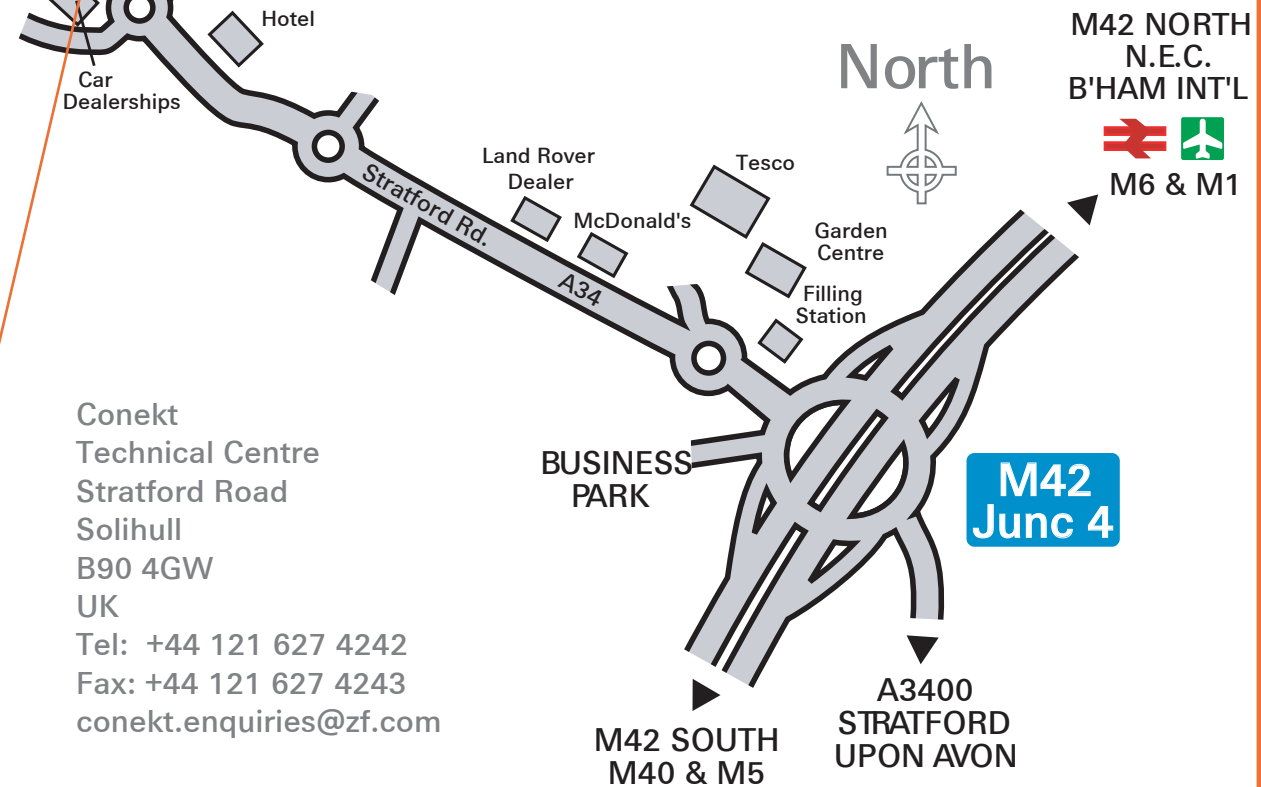 Hotel
Car
Dealerships
North
M42 NORTH
N.E.C.
B'HAM INT'L
M6 & M1
Land Rover
Dealer
McDonald's
Tesco
Garden
Centre
Filling
Station
Stratford Rd.
A34
BUSINESS
PARK
M42
Junc 4
Conekt
Technical Centre
Stratford Road
Solihull
B90 4GW
UK
Tel: +44 121 627 4242
Fax: +44 121 627 4243
conekt.enquiries@zf.com
M42 SOUTH
M40 & M5
A3400
STRATFORD
UPON AVON